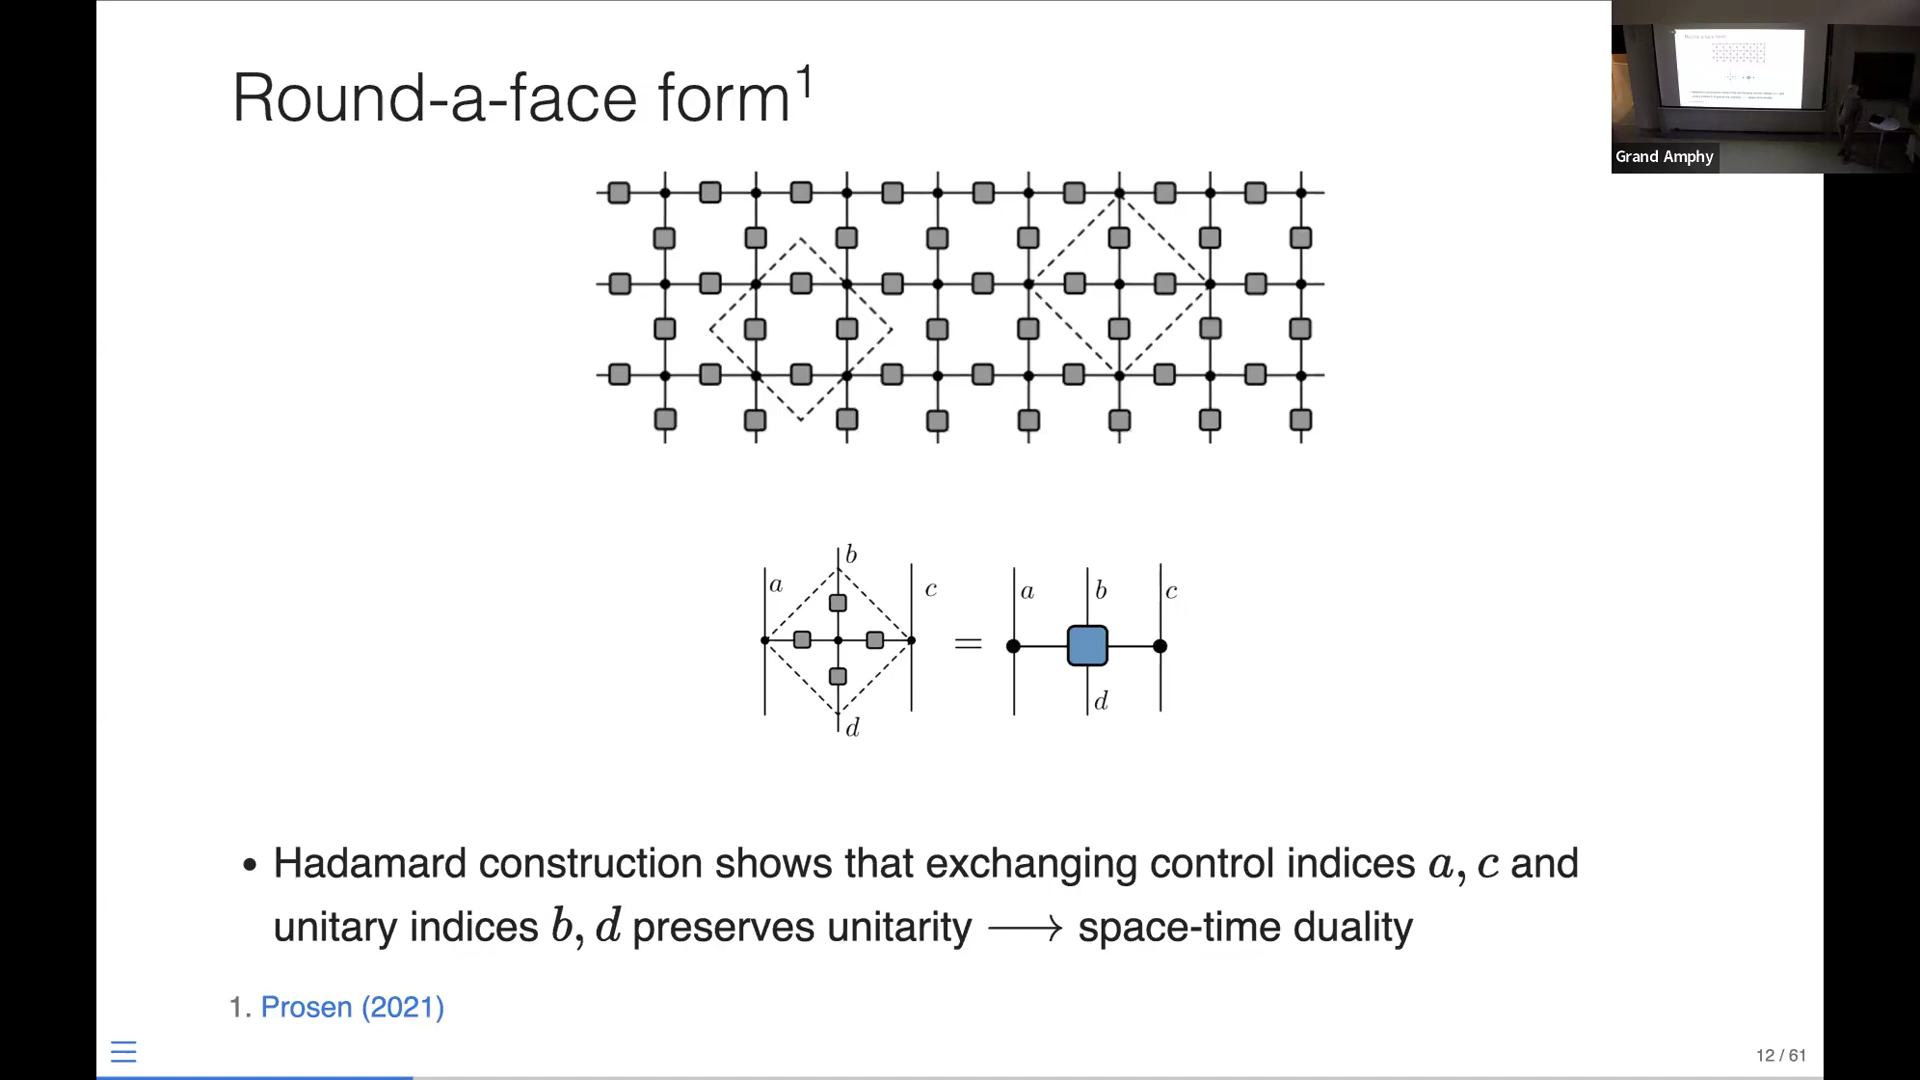 Round-a-face form¹
Grand Amphy
b
a
c
a
b
c
=
d
d
• Hadamard construction shows that exchanging control indices a, c and
unitary indices b, d preserves unitarity ⟶ space-time duality
1. Prosen (2021)
12 / 61